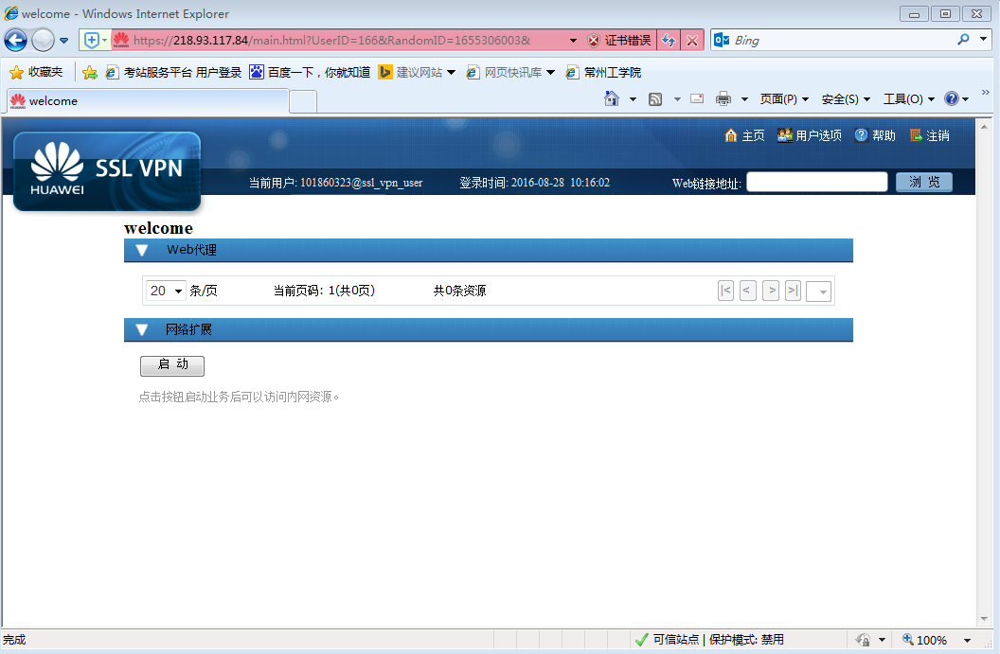 welcome - Windows Internet Explorer
https://218.93.117.84/main.html?UserID=166&RandomID=1655306003& 证书错误 Bing
收藏夹 考站服务平台 用户登录 百度一下，你就知道 建议网站 网页快讯库 常州工学院
welcome 页面(P) 安全(S) 工具(O) »
主页 用户选项 帮助 注销
HUAWEI SSL VPN
当前用户: 101860323@ssl_vpn_user 登录时间: 2016-08-28 10:16:02 Web链接地址: 浏 览
welcome
Web代理
20 条/页 当前页码: 1(共0页) 共0条资源 |< < > >|
网络扩展
启 动
点击按钮启动业务后可以访问内网资源。
完成 可信站点 | 保护模式: 禁用 100%